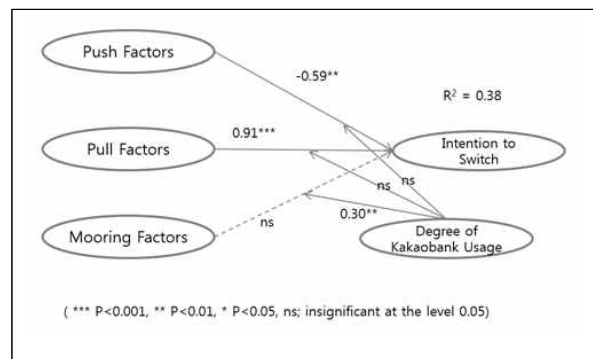 Push Factors
-0.59**
R² = 0.38
Pull Factors
0.91***
Intention to
Switch
ns
ns
ns
0.30**
Mooring Factors
Degree of
Kakaobank Usage
( *** P<0.001, ** P<0.01, * P<0.05, ns; insignificant at the level 0.05)